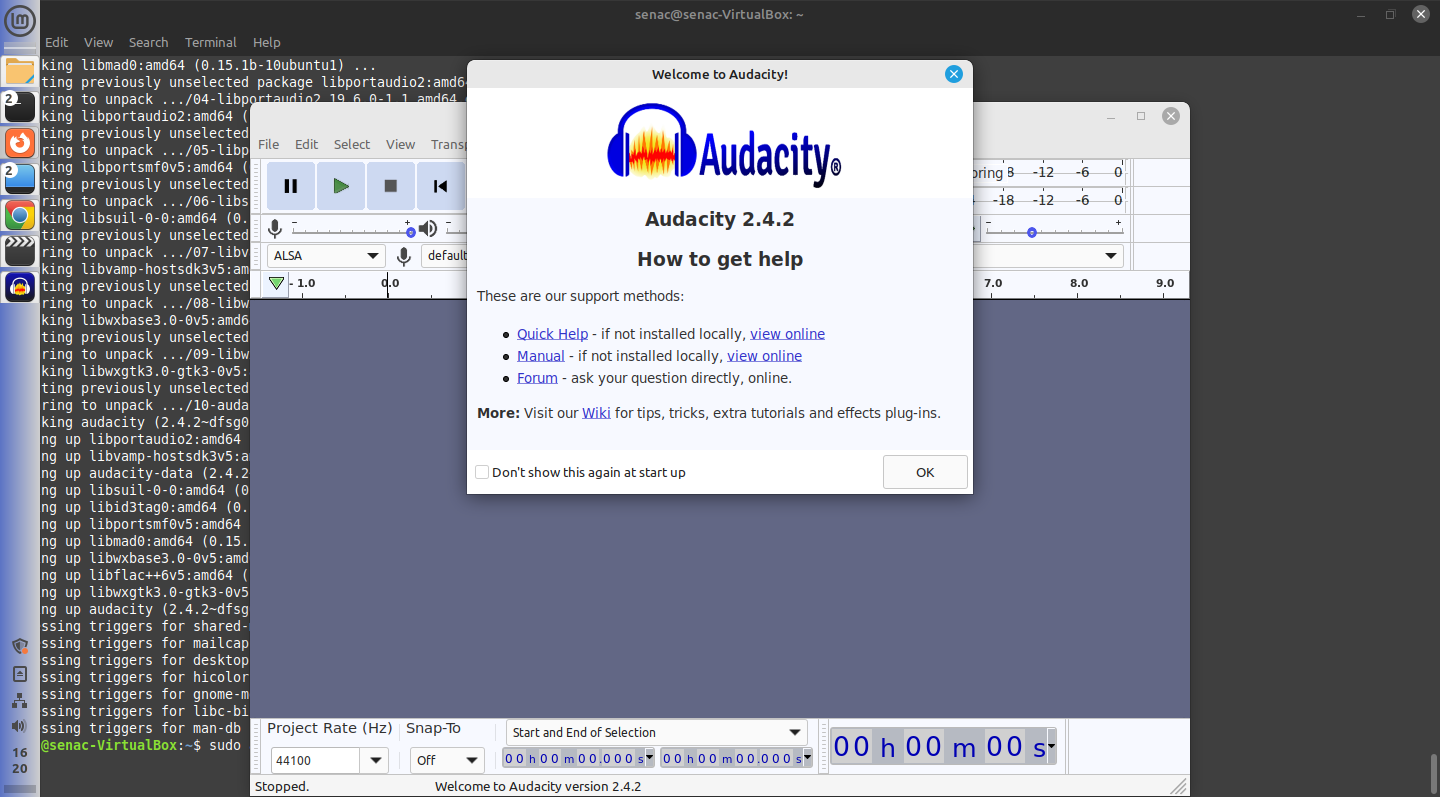 senac@senac-VirtualBox: ~
Edit View Search Terminal Help
king libmad0:amd64 (0.15.1b-10ubuntu1) ...
ting previously unselected package libportaudio2:amd6
ring to unpack .../04-libportaudio2_19.6.0-1.1_amd64
king libportaudio2:amd64 (
ting previously unselected
ring to unpack .../05-libp
king libportsmf0v5:amd64 (
ting previously unselected
ring to unpack .../06-libs
king libsuil-0-0:amd64 (0.
ting previously unselected
ring to unpack .../07-libv
king libvamp-hostsdk3v5:am
ting previously unselected
ring to unpack .../08-libw
king libwxbase3.0-0v5:amd6
ting previously unselected
ring to unpack .../09-libw
king libwxgtk3.0-gtk3-0v5:
ting previously unselected
ring to unpack .../10-auda
king audacity (2.4.2~dfsg0
ng up libportaudio2:amd64
ng up libvamp-hostsdk3v5:a
ng up audacity-data (2.4.2
ng up libsuil-0-0:amd64 (0
ng up libid3tag0:amd64 (0.
ng up libportsmf0v5:amd64
ng up libmad0:amd64 (0.15.
ng up libwxbase3.0-0v5:amd
ng up libflac++6v5:amd64 (
ng up libwxgtk3.0-gtk3-0v5
ng up audacity (2.4.2~dfsg
essing triggers for shared-
essing triggers for mailcap
essing triggers for desktop
essing triggers for hicolor
essing triggers for gnome-m
essing triggers for libc-bi
essing triggers for man-db
@senac-VirtualBox:~$ sudo
2
2
16
20
File Edit Select View Transp
oring 8 -12 -6 0
-18 -12 -6 0
- +
-
- +
ALSA
default
- 1.0 0.0 7.0 8.0 9.0
Welcome to Audacity!
Audacity®
Audacity 2.4.2
How to get help
These are our support methods:
• Quick Help - if not installed locally, view online
• Manual - if not installed locally, view online
• Forum - ask your question directly, online.
More: Visit our Wiki for tips, tricks, extra tutorials and effects plug-ins.
Don't show this again at start up
OK
Project Rate (Hz) Snap-To Start and End of Selection
44100 Off 00 h 00 m 00.000 s 00 h 00 m 00.000 s
00 h 00 m 00 s
Stopped. Welcome to Audacity version 2.4.2